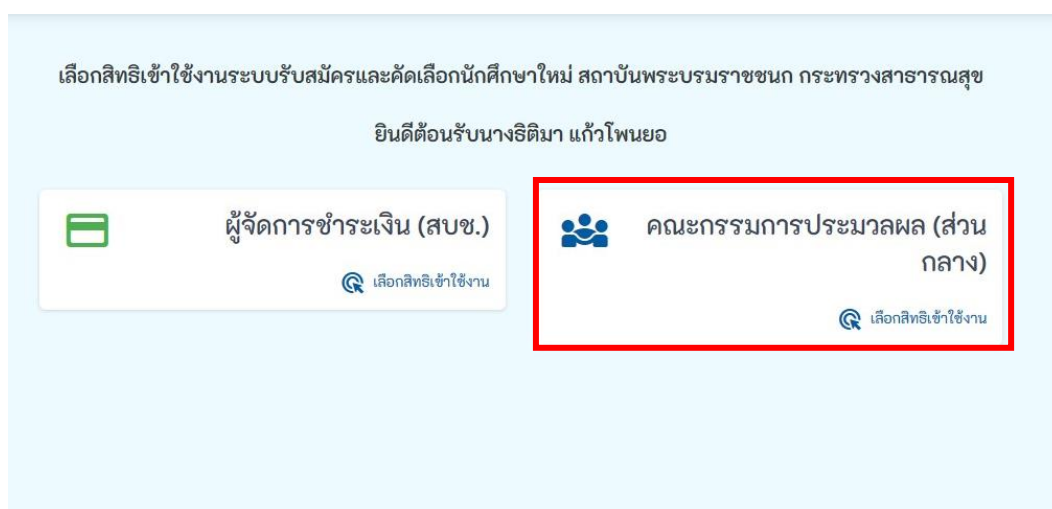 เลือกสิทธิเข้าใช้งานระบบรับสมัครและคัดเลือกนักศึกษาใหม่ สถาบันพระบรมราชชนก กระทรวงสาธารณสุข
ยินดีต้อนรับนางธิติมา แก้วโพนยอ
ผู้จัดการชำระเงิน (สบช.)
เลือกสิทธิเข้าใช้งาน
คณะกรรมการประมวลผล (ส่วน
กลาง)
เลือกสิทธิเข้าใช้งาน